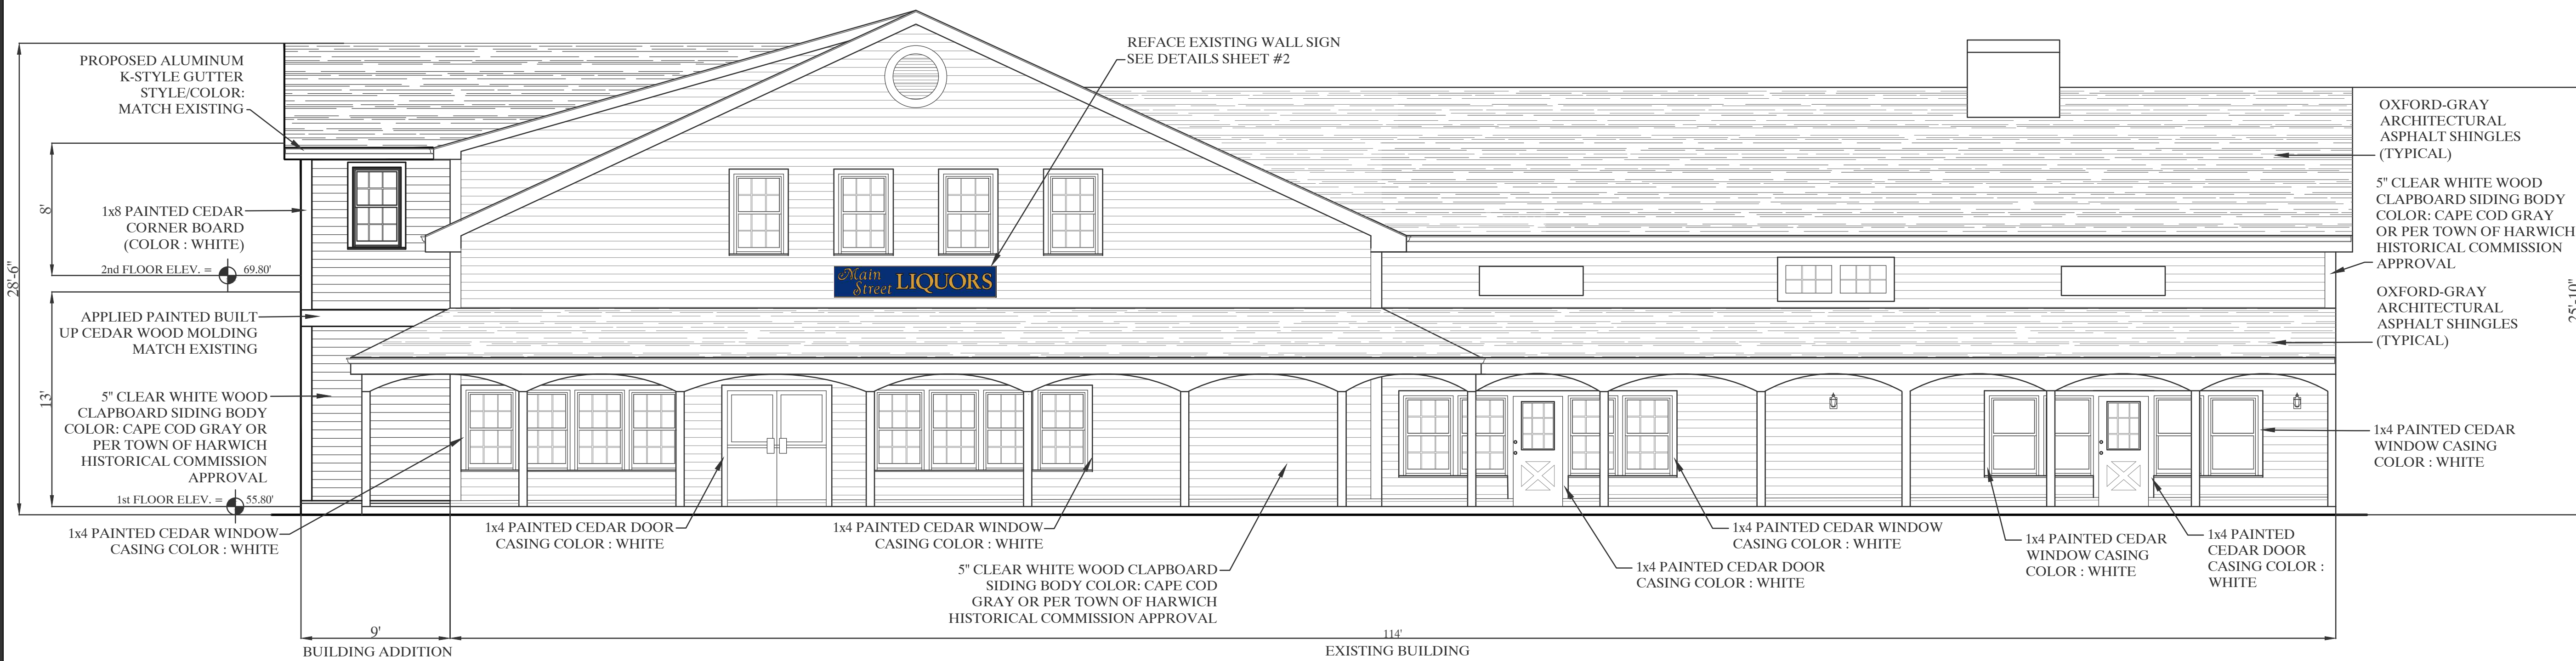 PROPOSED ALUMINUM
K-STYLE GUTTER
STYLE/COLOR:
MATCH EXISTING
28'-6"
8'
1x8 PAINTED CEDAR
CORNER BOARD
(COLOR : WHITE)
2nd FLOOR ELEV. = 69.80'
APPLIED PAINTED BUILT
UP CEDAR WOOD MOLDING
MATCH EXISTING
13'
5" CLEAR WHITE WOOD
CLAPBOARD SIDING BODY
COLOR: CAPE COD GRAY OR
PER TOWN OF HARWICH
HISTORICAL COMMISSION
APPROVAL
1st FLOOR ELEV. = 55.80'
1x4 PAINTED CEDAR WINDOW
CASING COLOR : WHITE
REFACE EXISTING WALL SIGN
SEE DETAILS SHEET #2
Main
Street LIQUORS
1x4 PAINTED CEDAR DOOR
CASING COLOR : WHITE
1x4 PAINTED CEDAR WINDOW
CASING COLOR : WHITE
5" CLEAR WHITE WOOD CLAPBOARD
SIDING BODY COLOR: CAPE COD
GRAY OR PER TOWN OF HARWICH
HISTORICAL COMMISSION APPROVAL
1x4 PAINTED CEDAR DOOR
CASING COLOR : WHITE
1x4 PAINTED CEDAR WINDOW
CASING COLOR : WHITE
1x4 PAINTED CEDAR
WINDOW CASING
COLOR : WHITE
1x4 PAINTED
CEDAR DOOR
CASING COLOR :
WHITE
OXFORD-GRAY
ARCHITECTURAL
ASPHALT SHINGLES
(TYPICAL)
5" CLEAR WHITE WOOD
CLAPBOARD SIDING BODY
COLOR: CAPE COD GRAY
OR PER TOWN OF HARWICH
HISTORICAL COMMISSION
APPROVAL
OXFORD-GRAY
ARCHITECTURAL
ASPHALT SHINGLES
(TYPICAL)
25'-10"
1x4 PAINTED CEDAR
WINDOW CASING
COLOR : WHITE
9'
BUILDING ADDITION
114'
EXISTING BUILDING